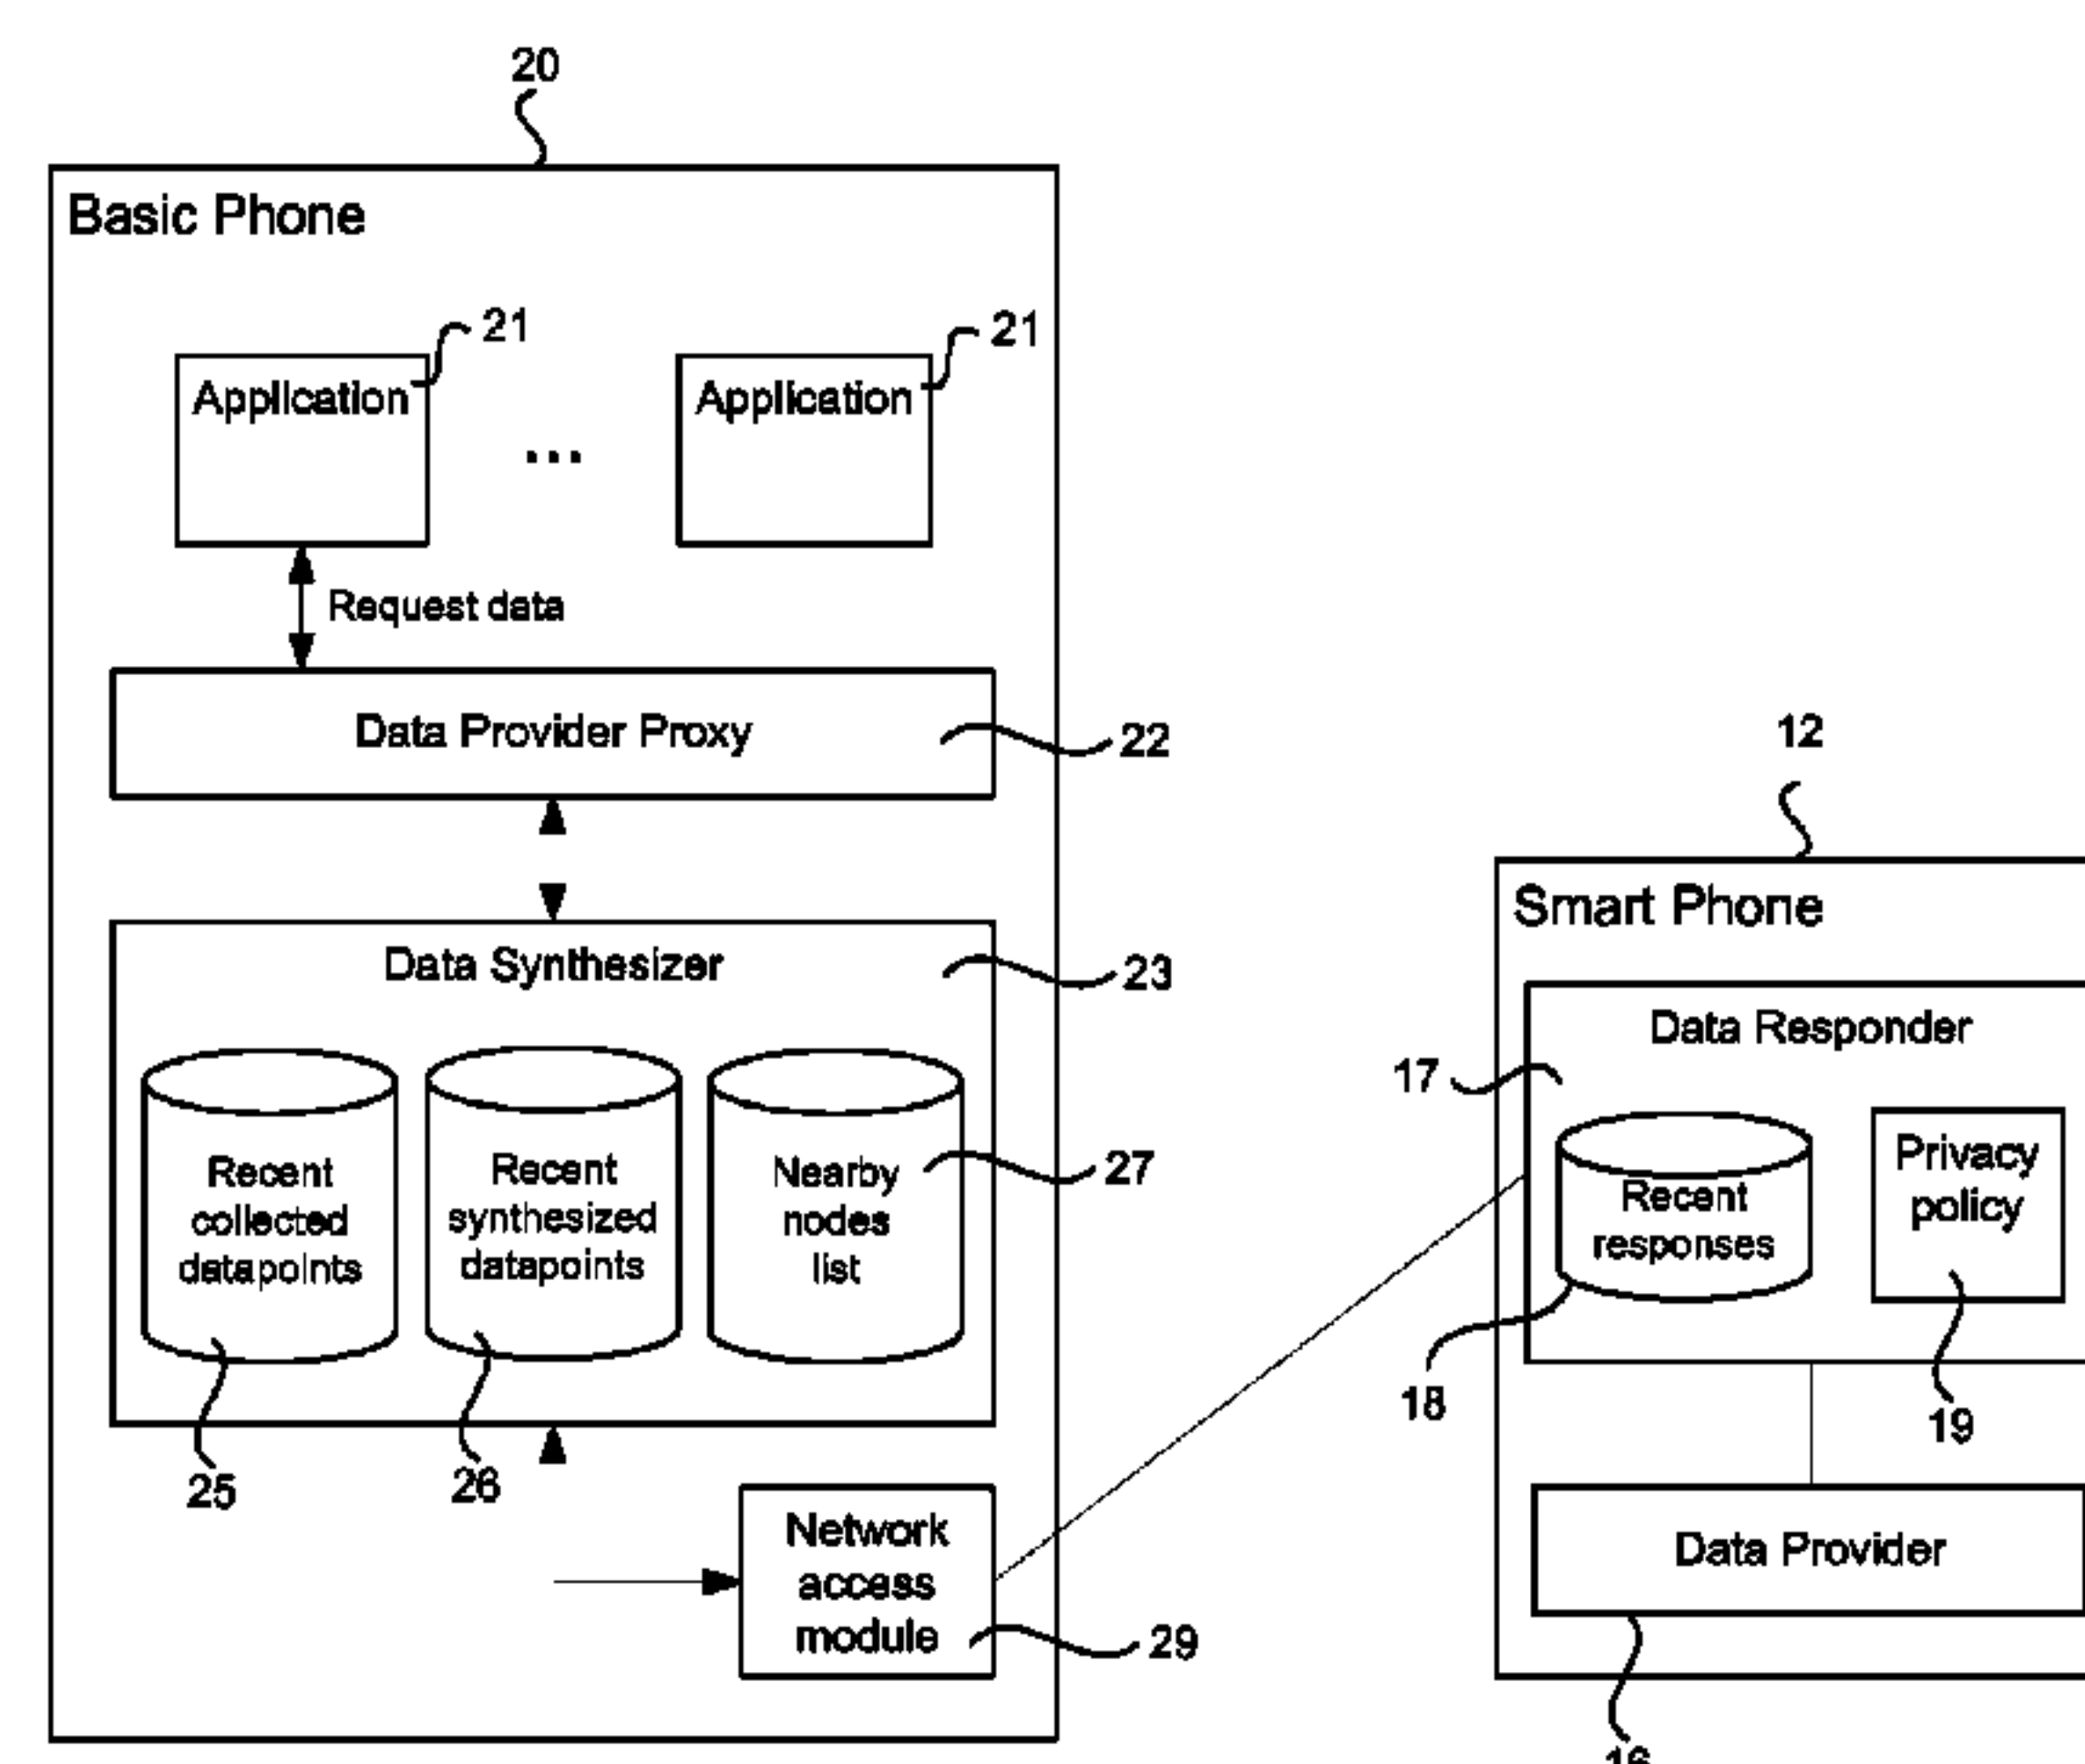 20
Basic Phone
21
21
Application
Application
...
Request data
Data Provider Proxy
22
12
Smart Phone
Data Synthesizer
23
Data Responder
17
Recent
collected
datapoints
Recent
synthesized
datapoints
Nearby
nodes
list
27
Recent
responses
Privacy
policy
18
19
25
26
Network
access
module
29
Data Provider
16